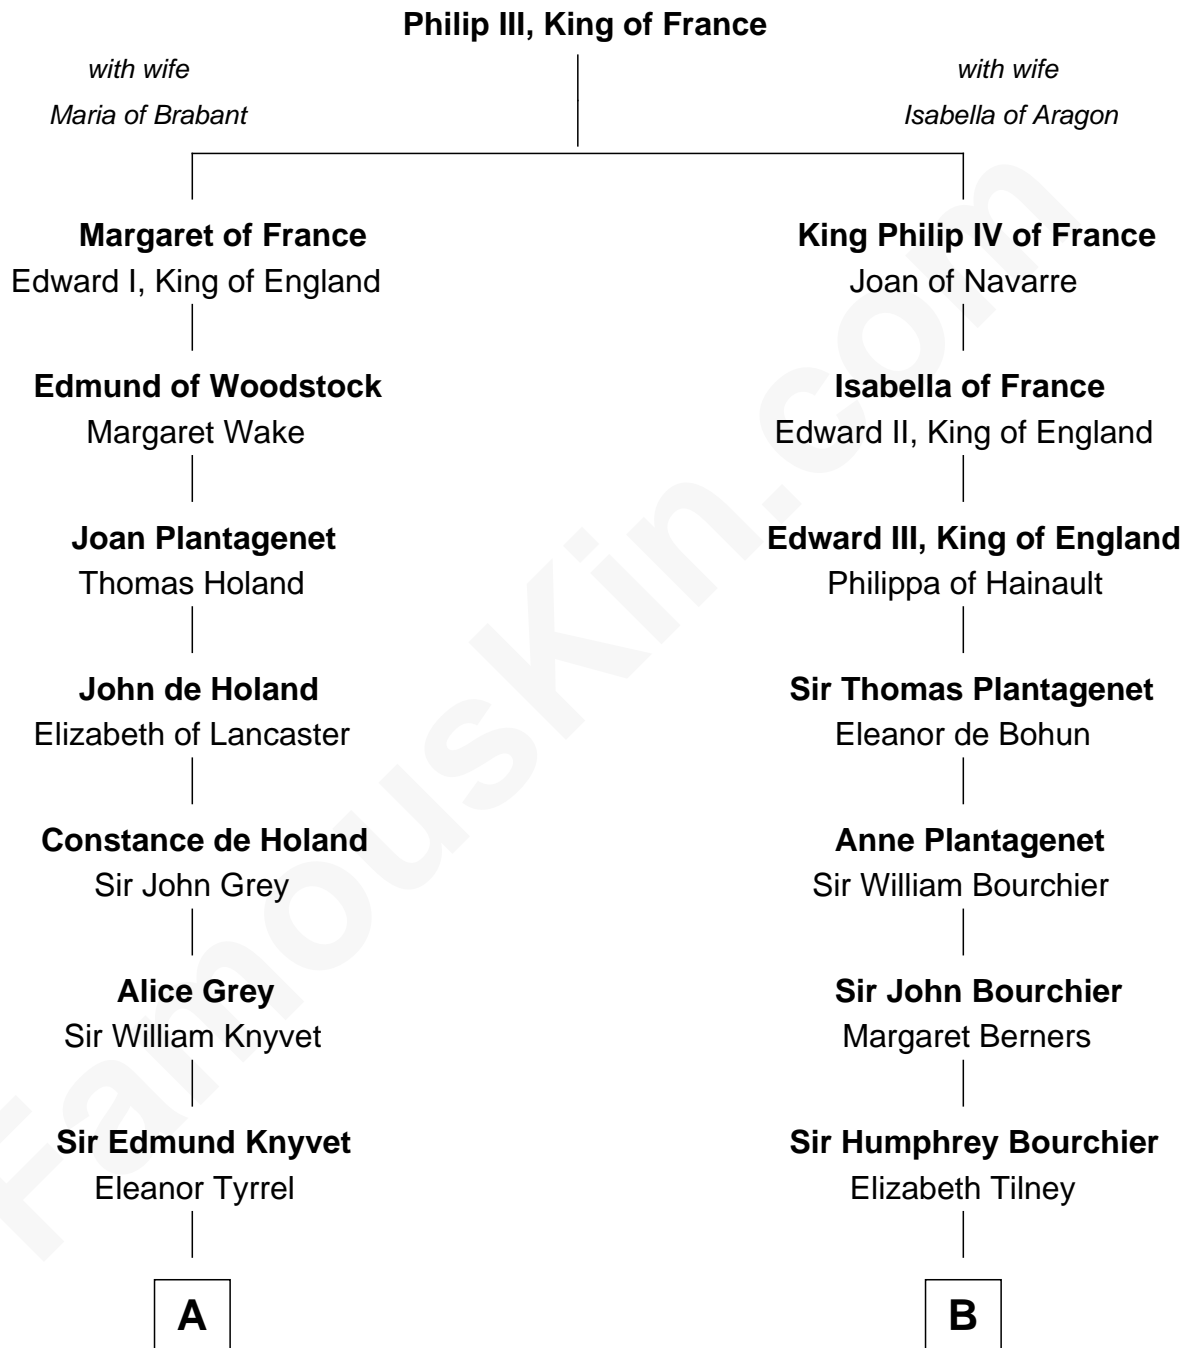 Philip III, King of France
with wife
Maria of Brabant
with wife
Isabella of Aragon
Margaret of France
Edward I, King of England
King Philip IV of France
Joan of Navarre
Edmund of Woodstock
Margaret Wake
Isabella of France
Edward II, King of England
Joan Plantagenet
Thomas Holand
Edward III, King of England
Philippa of Hainault
John de Holand
Elizabeth of Lancaster
Sir Thomas Plantagenet
Eleanor de Bohun
Constance de Holand
Sir John Grey
Anne Plantagenet
Sir William Bourchier
Alice Grey
Sir William Knyvet
Sir John Bourchier
Margaret Berners
Sir Edmund Knyvet
Eleanor Tyrrel
Sir Humphrey Bourchier
Elizabeth Tilney
A
B
FamousKin.com